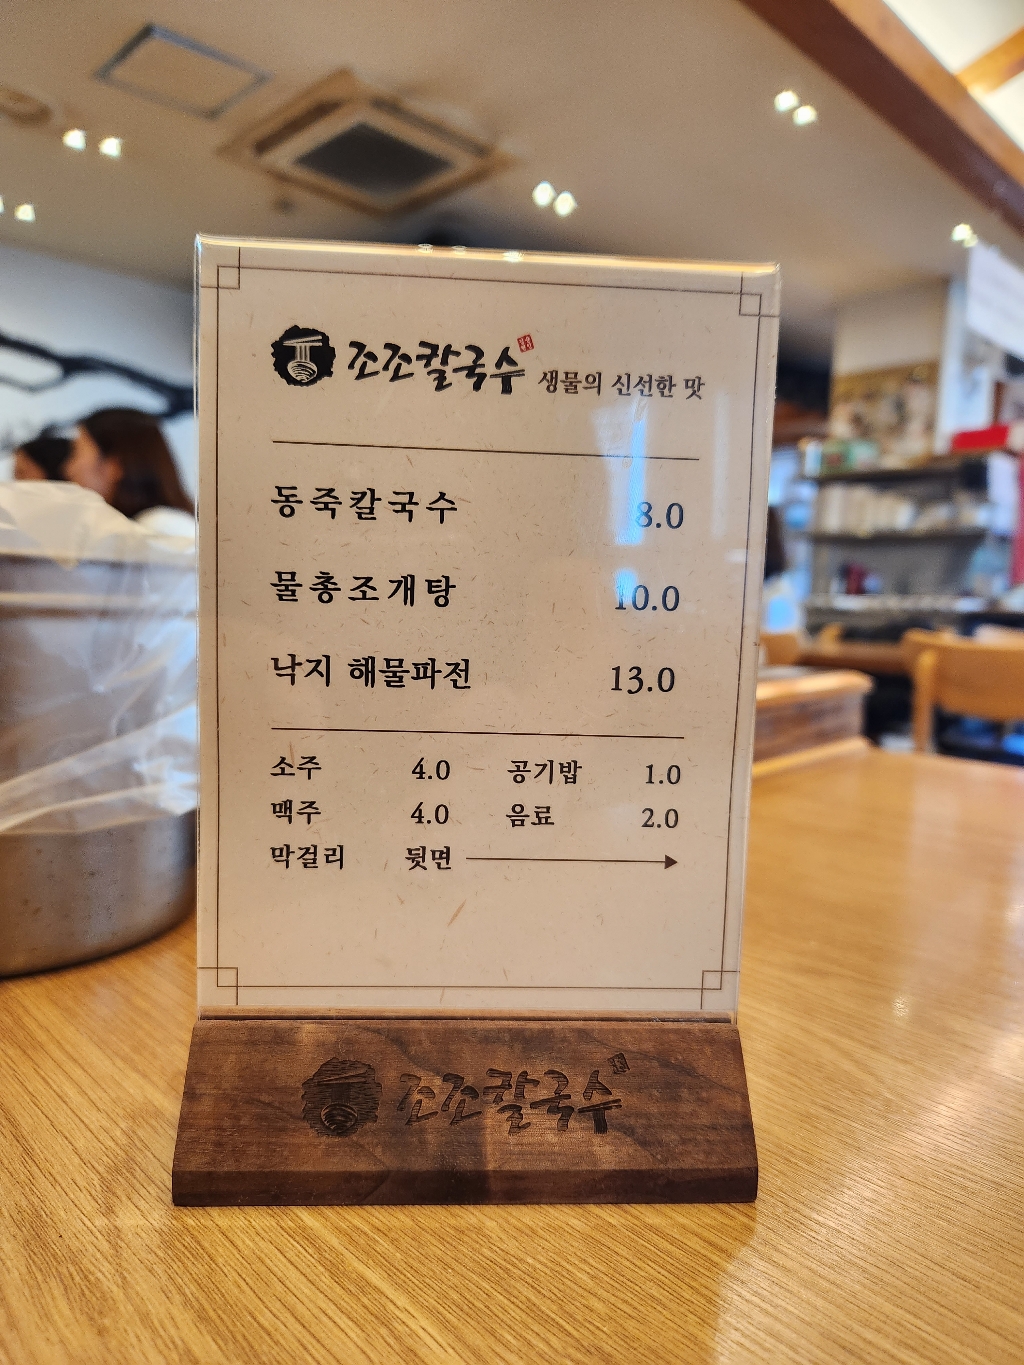 조조칼국수 생물의 신선한 맛
동죽칼국수 8.0
물총조개탕 10.0
낙지 해물파전 13.0
소주 4.0 공기밥 1.0
맥주 4.0 음료 2.0
막걸리 뒷면
조조칼국수